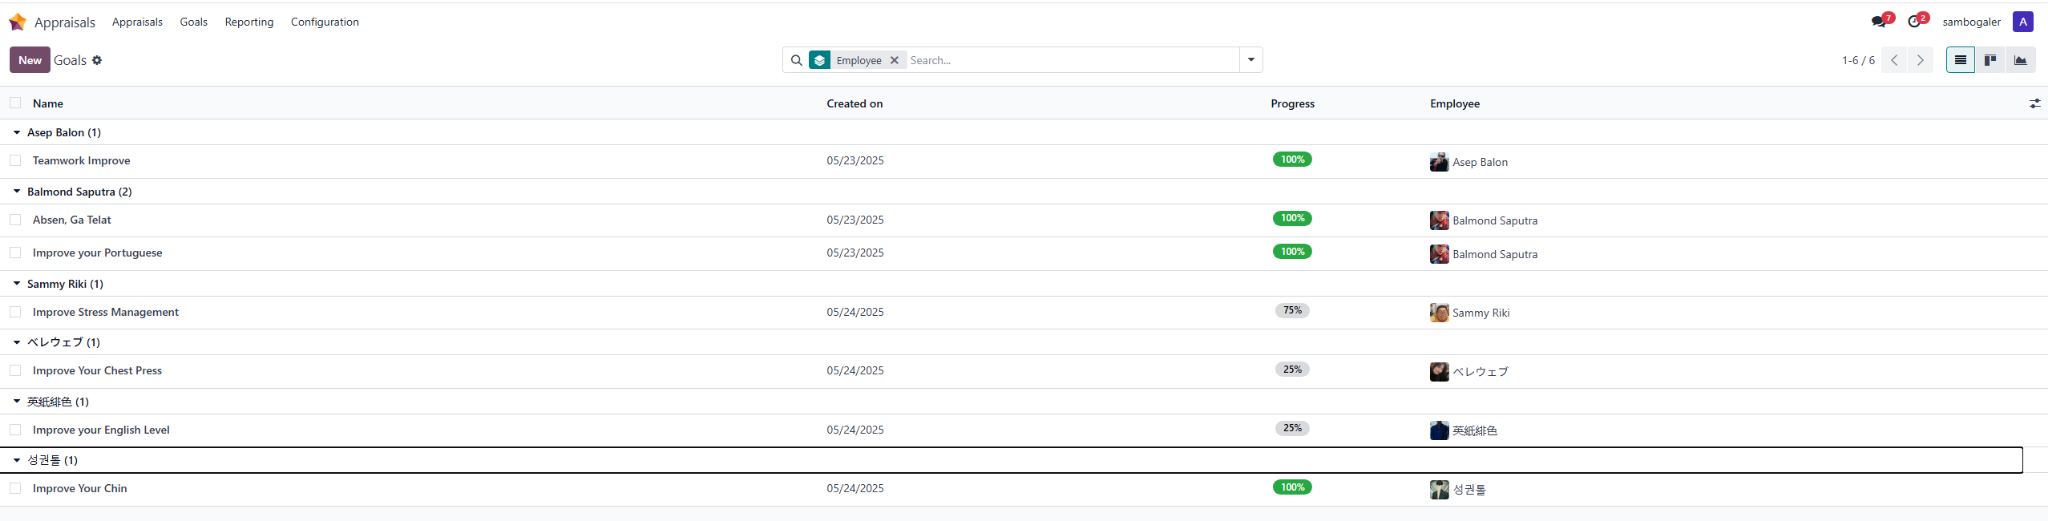 Appraisals Appraisals Goals Reporting Configuration 7 2 sambogaler A
New Goals Employee Search... 1-6 / 6
Name Created on Progress Employee
Asep Balon (1)
Teamwork Improve 05/23/2025 100% Asep Balon
Balmond Saputra (2)
Absen, Ga Telat 05/23/2025 100% Balmond Saputra
Improve your Portuguese 05/23/2025 100% Balmond Saputra
Sammy Riki (1)
Improve Stress Management 05/24/2025 75% Sammy Riki
ベレウェブ (1)
Improve Your Chest Press 05/24/2025 25% ベレウェブ
英紙緋色 (1)
Improve your English Level 05/24/2025 25% 英紙緋色
성권톨 (1)
Improve Your Chin 05/24/2025 100% 성권톨